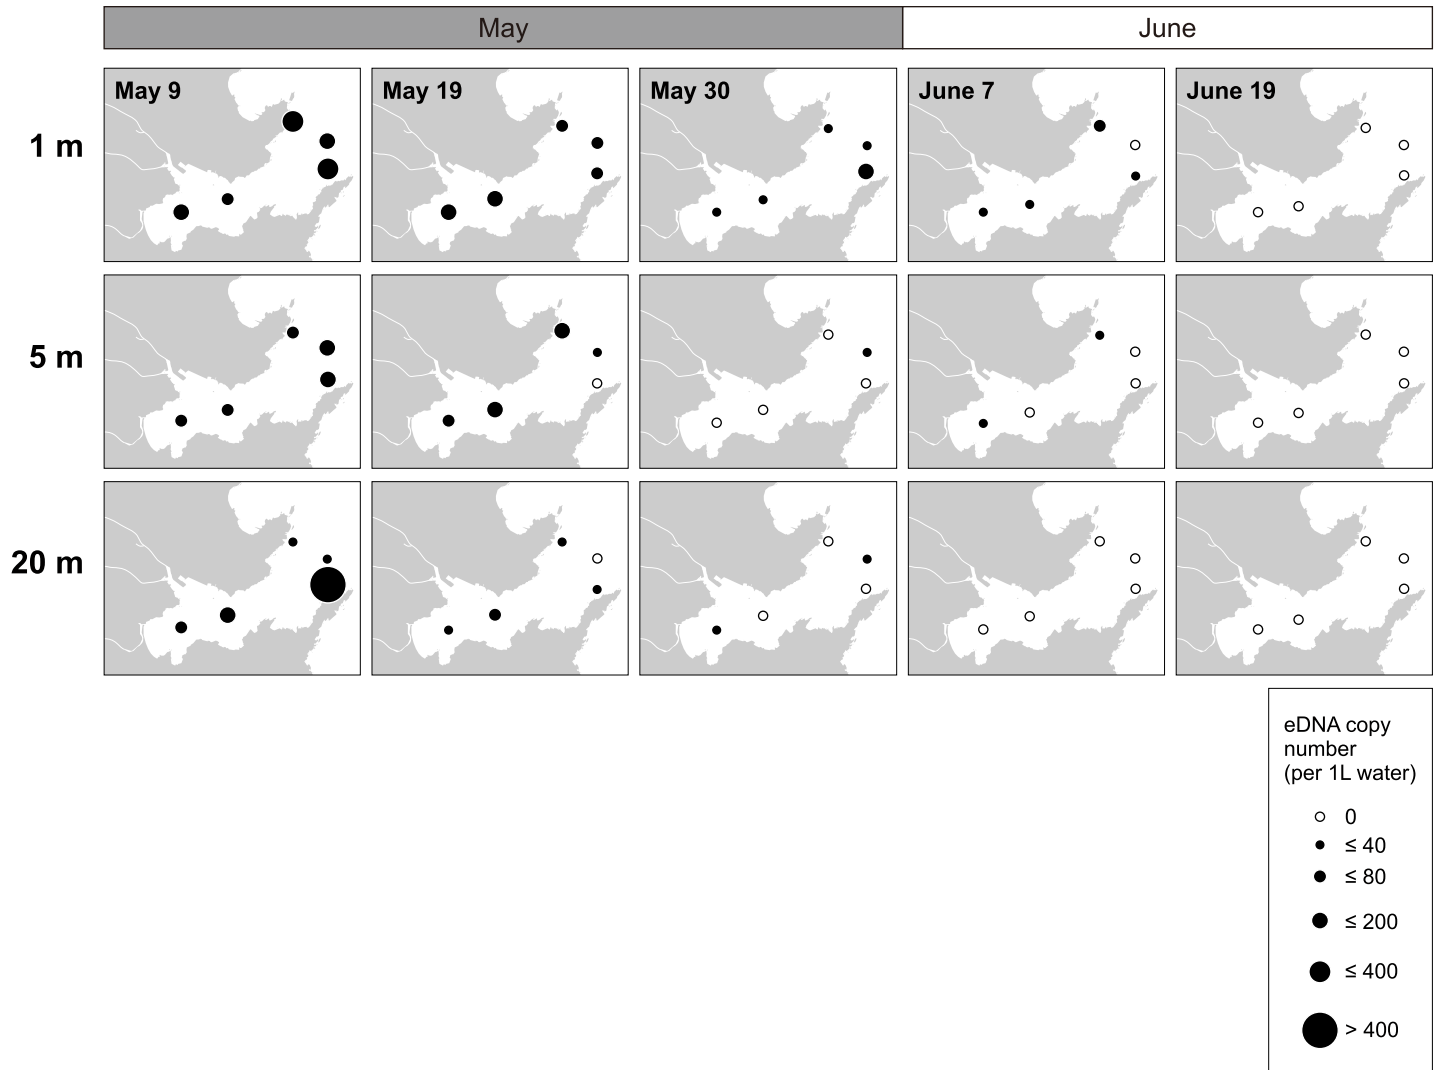 May
June
May 9
May 19
May 30
June 7
June 19
1 m
5 m
20 m
eDNA copy
number
(per 1L water)
0
≤ 40
≤ 80
≤ 200
≤ 400
> 400